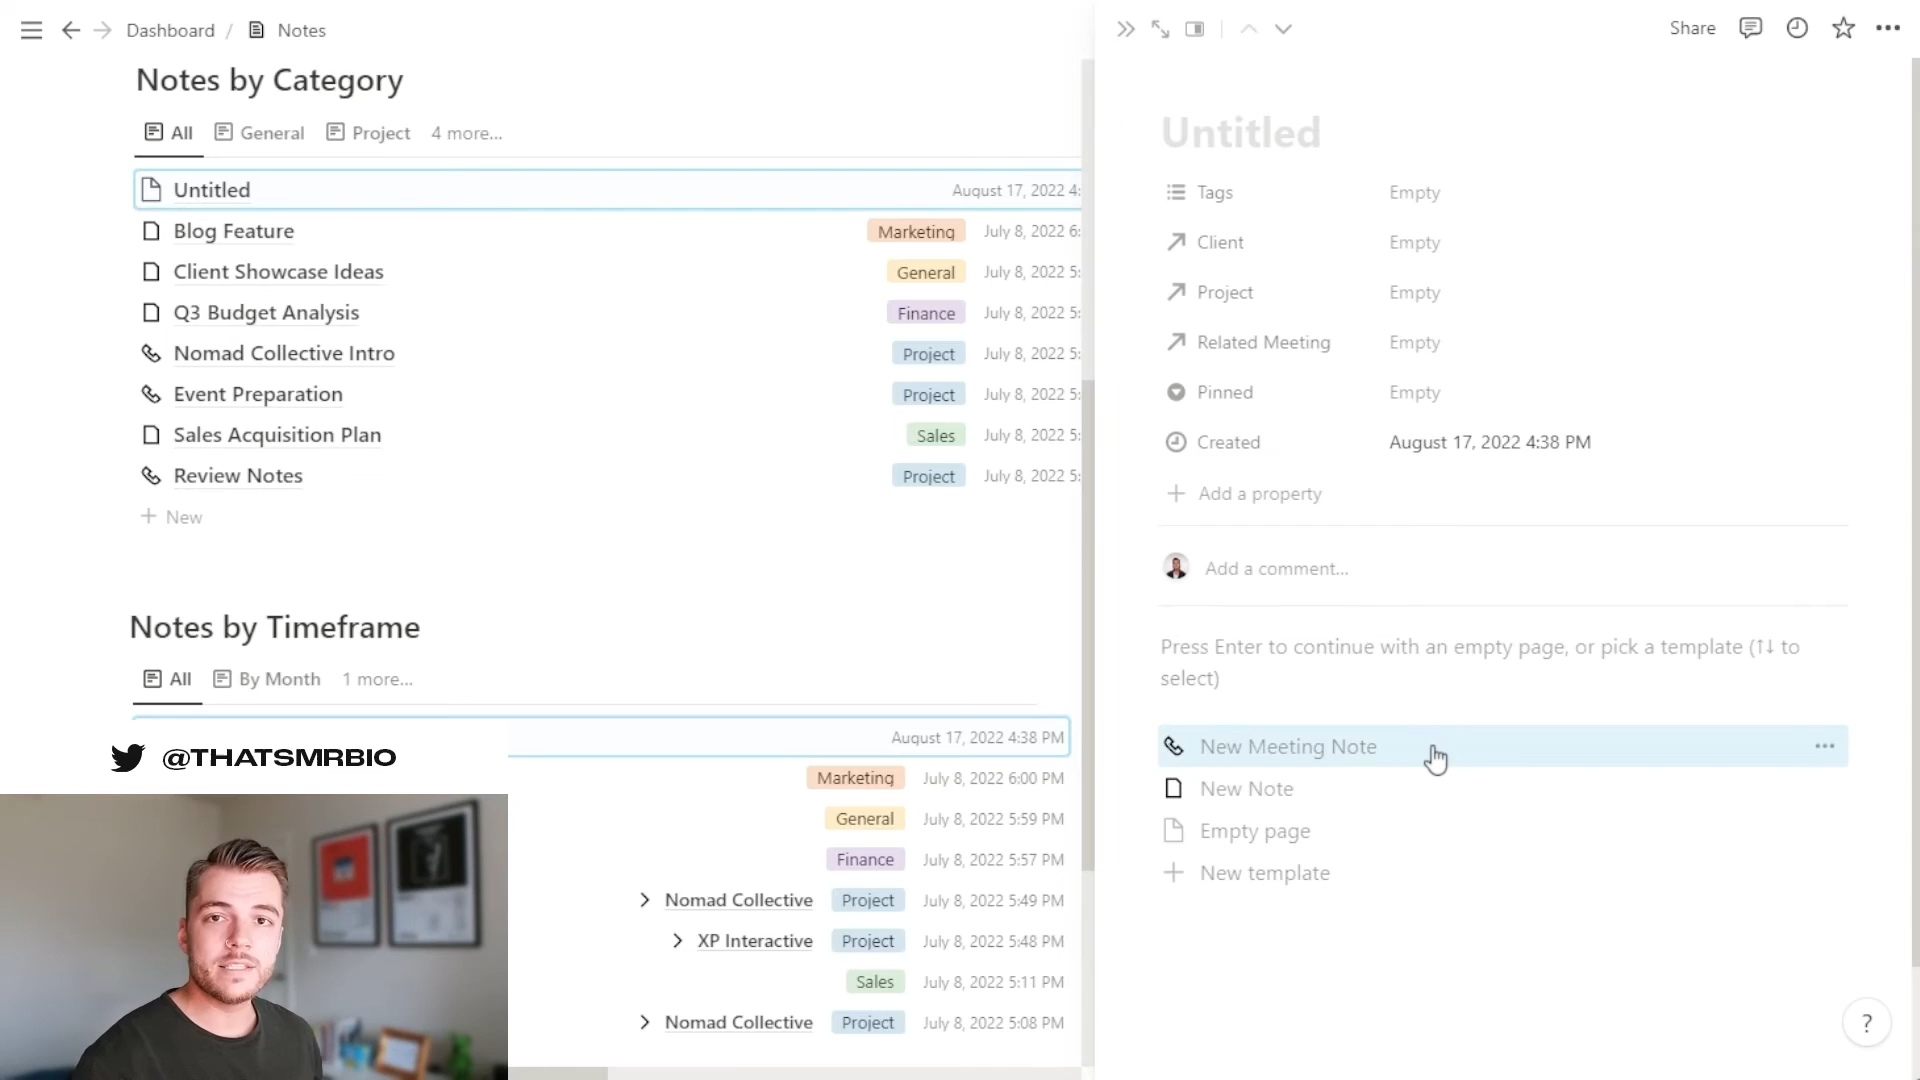 Dashboard / Notes
Notes by Category
All General Project 4 more...
Untitled August 17, 2022 4:
Blog Feature Marketing July 8, 2022 6:
Client Showcase Ideas General July 8, 2022 5:
Q3 Budget Analysis Finance July 8, 2022 5:
Nomad Collective Intro Project July 8, 2022 5:
Event Preparation Project July 8, 2022 5:
Sales Acquisition Plan Sales July 8, 2022 5:
Review Notes Project July 8, 2022 5:
New
Notes by Timeframe
All By Month 1 more...
August 17, 2022 4:38 PM
Marketing July 8, 2022 6:00 PM
General July 8, 2022 5:59 PM
Finance July 8, 2022 5:57 PM
Nomad Collective Project July 8, 2022 5:49 PM
XP Interactive Project July 8, 2022 5:48 PM
Sales July 8, 2022 5:11 PM
Nomad Collective Project July 8, 2022 5:08 PM
@THATSMRBIO
Share
Untitled
Tags Empty
Client Empty
Project Empty
Related Meeting Empty
Pinned Empty
Created August 17, 2022 4:38 PM
Add a property
Add a comment...
Press Enter to continue with an empty page, or pick a template (↑↓ to
select)
New Meeting Note
New Note
Empty page
New template
?